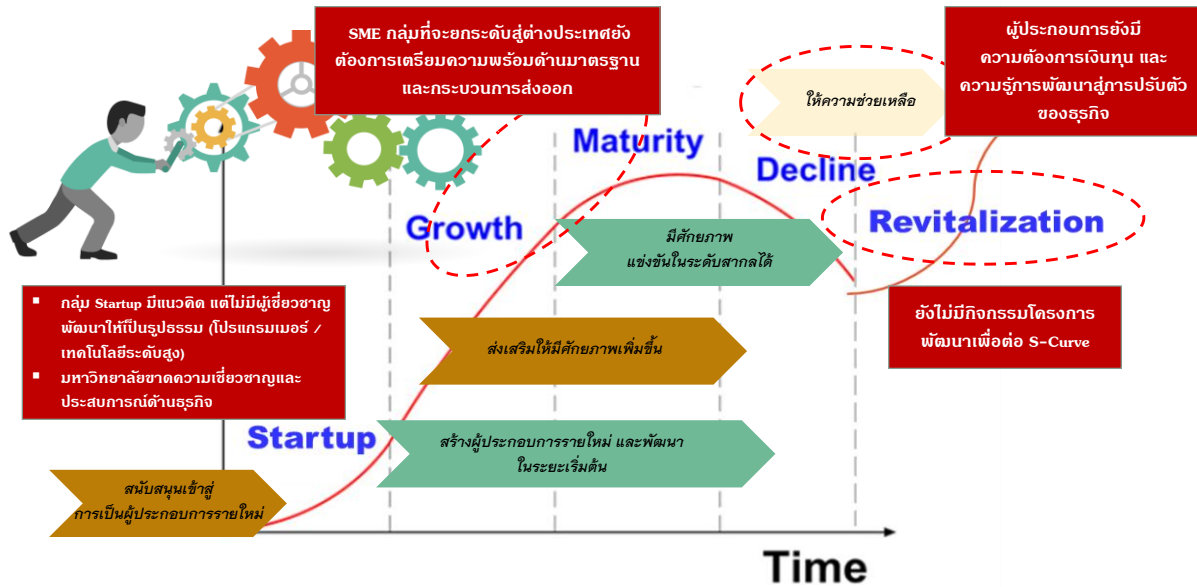 SME กลุ่มที่จะยกระดับสู่ต่างประเทศยัง
ต้องการเตรียมความพร้อมด้านมาตรฐาน
และกระบวนการส่งออก
ผู้ประกอบการยังมี
ความต้องการเงินทุน และ
ความรู้การพัฒนาสู่การปรับตัว
ของธุรกิจ
ให้ความช่วยเหลือ
Maturity
Decline
Growth
Revitalization
มีศักยภาพ
แข่งขันในระดับสากลได้
▪ กลุ่ม Startup มีแนวคิด แต่ไม่มีผู้เชี่ยวชาญ
พัฒนาให้เป็นรูปธรรม (โปรแกรมเมอร์ /
เทคโนโลยีระดับสูง)
▪ มหาวิทยาลัยขาดความเชี่ยวชาญและ
ประสบการณ์ด้านธุรกิจ
ยังไม่มีกิจกรรมโครงการ
พัฒนาเพื่อต่อ S-Curve
ส่งเสริมให้มีศักยภาพเพิ่มขึ้น
Startup
สร้างผู้ประกอบการรายใหม่ และพัฒนา
ในระยะเริ่มต้น
สนับสนุนเข้าสู่
การเป็นผู้ประกอบการรายใหม่
Time